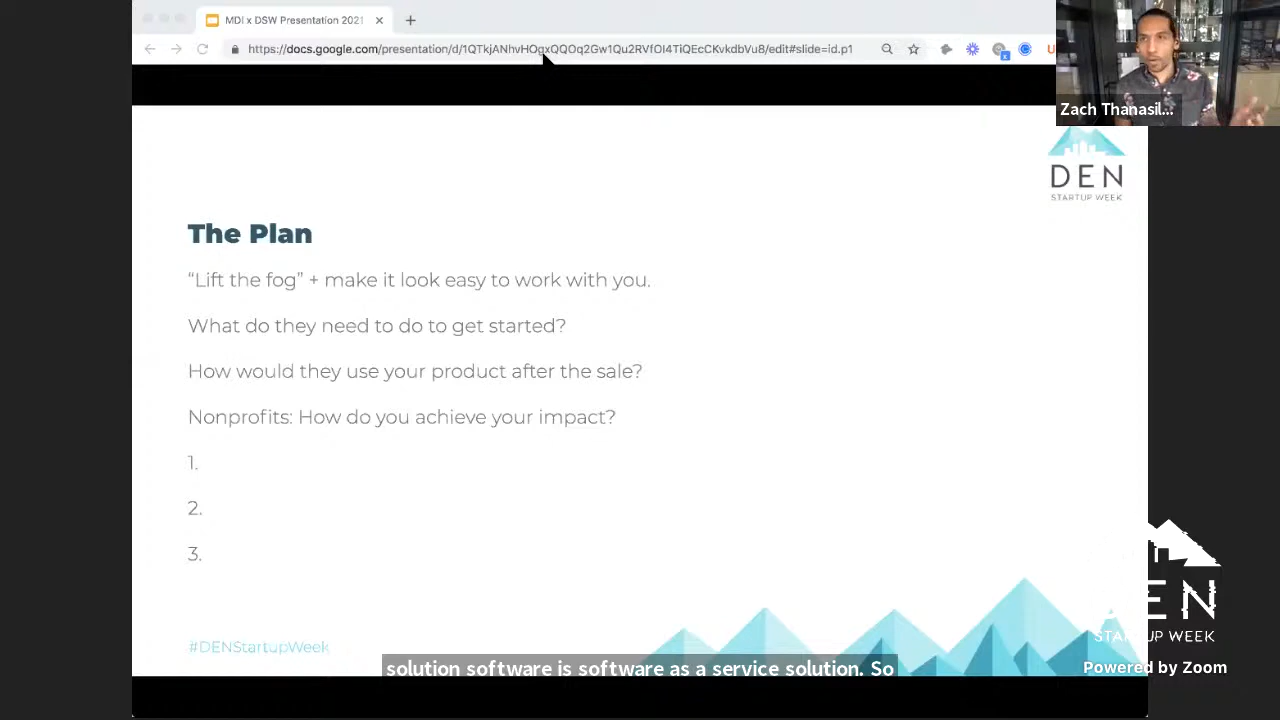 MDI x DSW Presentation 2021
https://docs.google.com/presentation/d/1QTkjANhvHOgxQQOq2Gw1Qu2RVfOI4TiQEcCKvkdbVu8/edit#slide=id.p1
Zach Thanasil...
DEN
STARTUP WEEK
The Plan
“Lift the fog” + make it look easy to work with you.
What do they need to do to get started?
How would they use your product after the sale?
Nonprofits: How do you achieve your impact?
1.
2.
3.
#DENStartupWeek
solution software is software as a service solution. So
DEN
STARTUP WEEK
Powered by Zoom